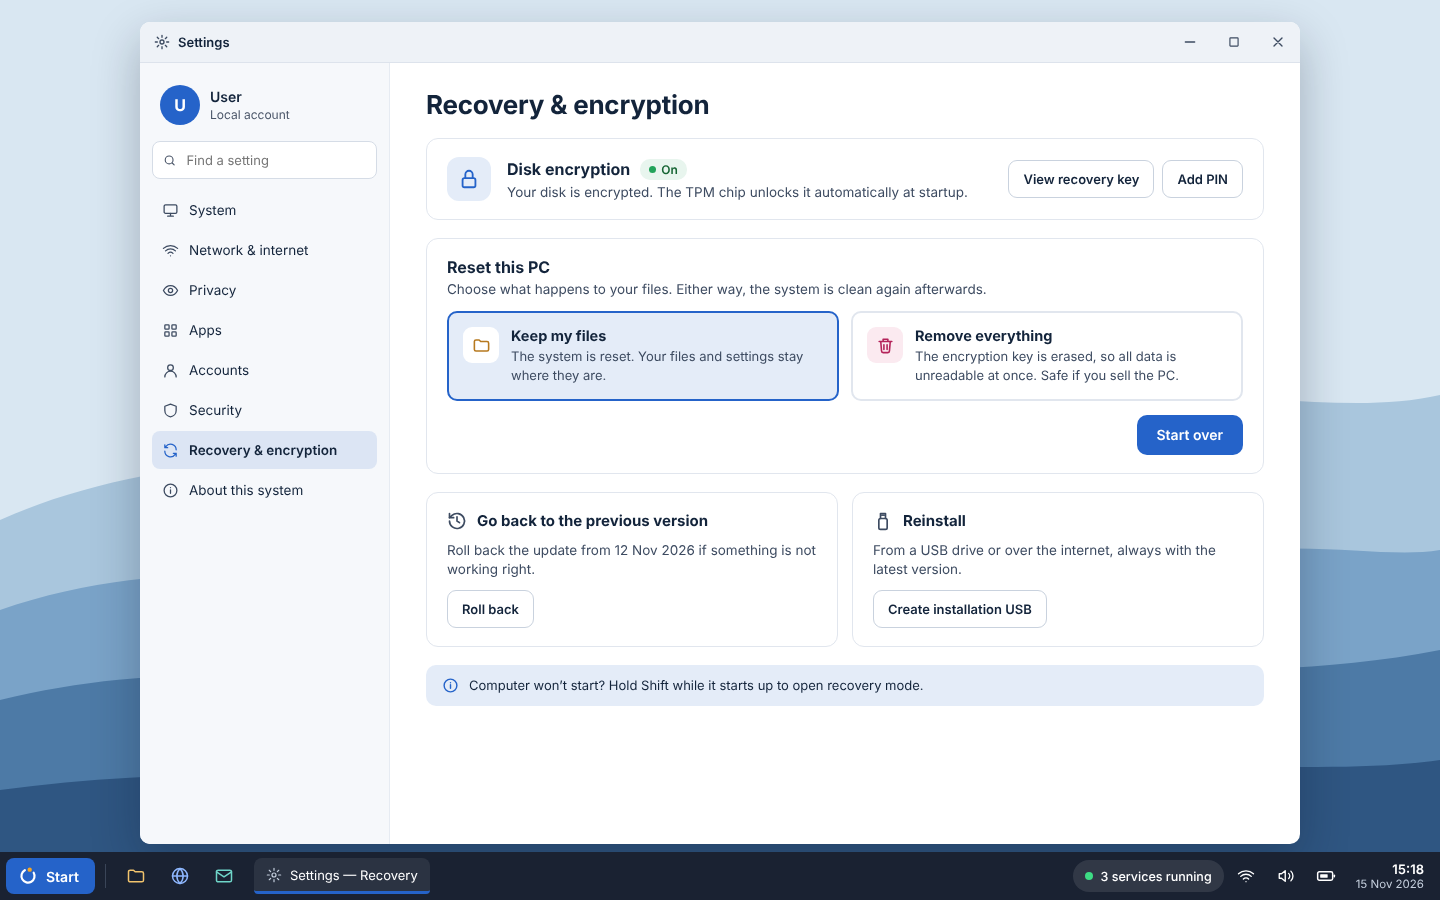 Settings
U
User
Local account
Find a setting
System
Network & internet
Privacy
Apps
Accounts
Security
Recovery & encryption
About this system
Recovery & encryption
Disk encryption
On
Your disk is encrypted. The TPM chip unlocks it automatically at startup.
View recovery key
Add PIN
Reset this PC
Choose what happens to your files. Either way, the system is clean again afterwards.
Keep my files
The system is reset. Your files and settings stay
where they are.
Remove everything
The encryption key is erased, so all data is
unreadable at once. Safe if you sell the PC.
Start over
Go back to the previous version
Roll back the update from 12 Nov 2026 if something is not
working right.
Roll back
Reinstall
From a USB drive or over the internet, always with the
latest version.
Create installation USB
Computer won’t start? Hold Shift while it starts up to open recovery mode.
Start
Settings — Recovery
3 services running
15:18
15 Nov 2026